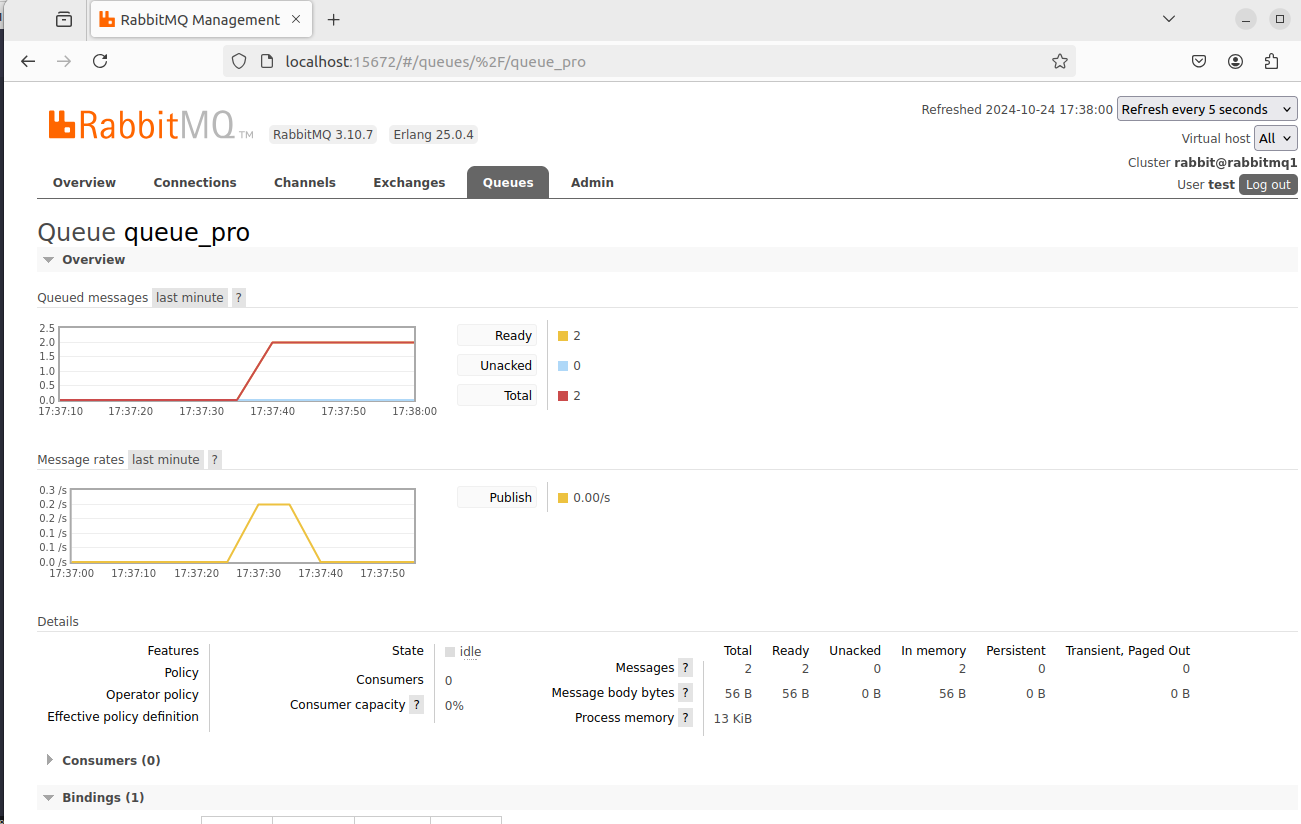 RabbitMQ Management
localhost:15672/#/queues/%2F/queue_pro
Refreshed 2024-10-24 17:38:00 Refresh every 5 seconds
RabbitMQ TM RabbitMQ 3.10.7 Erlang 25.0.4
Virtual host All
Cluster rabbit@rabbitmq1
User test Log out
Overview Connections Channels Exchanges Queues Admin
Queue queue_pro
Overview
Queued messages last minute ?
2.5
2.0
1.5
1.0
0.5
0.0
17:37:10 17:37:20 17:37:30 17:37:40 17:37:50 17:38:00
Ready 2
Unacked 0
Total 2
Message rates last minute ?
0.3 /s
0.2 /s
0.2 /s
0.1 /s
0.1 /s
0.0 /s
17:37:00 17:37:10 17:37:20 17:37:30 17:37:40 17:37:50
Publish 0.00/s
Details
Features
Policy
Operator policy
Effective policy definition
State idle
Consumers 0
Consumer capacity ? 0%
Total Ready Unacked In memory Persistent Transient, Paged Out
Messages ? 2 2 0 2 0 0
Message body bytes ? 56 B 56 B 0 B 56 B 0 B 0 B
Process memory ? 13 KiB
Consumers (0)
Bindings (1)